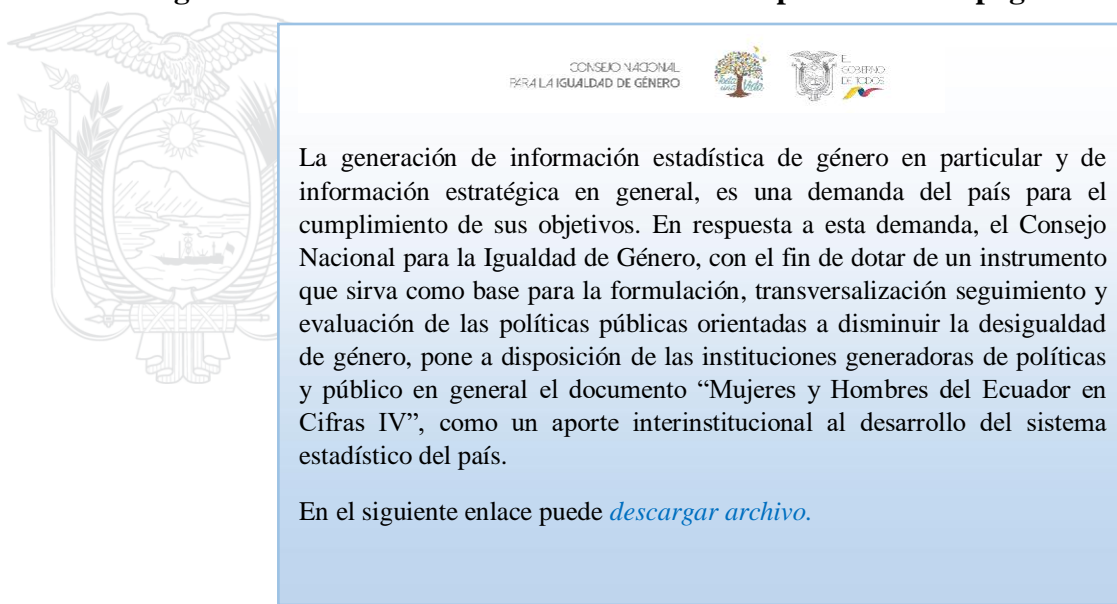 CONSEJO NACIONAL
PARA LA IGUALDAD DE GÉNERO
EL
GOBIERNO
DE TODOS
La generación de información estadística de género en particular y de
información estratégica en general, es una demanda del país para el
cumplimiento de sus objetivos. En respuesta a esta demanda, el Consejo
Nacional para la Igualdad de Género, con el fin de dotar de un instrumento
que sirva como base para la formulación, transversalización seguimiento y
evaluación de las políticas públicas orientadas a disminuir la desigualdad
de género, pone a disposición de las instituciones generadoras de políticas
y público en general el documento “Mujeres y Hombres del Ecuador en
Cifras IV”, como un aporte interinstitucional al desarrollo del sistema
estadístico del país.
En el siguiente enlace puede descargar archivo.